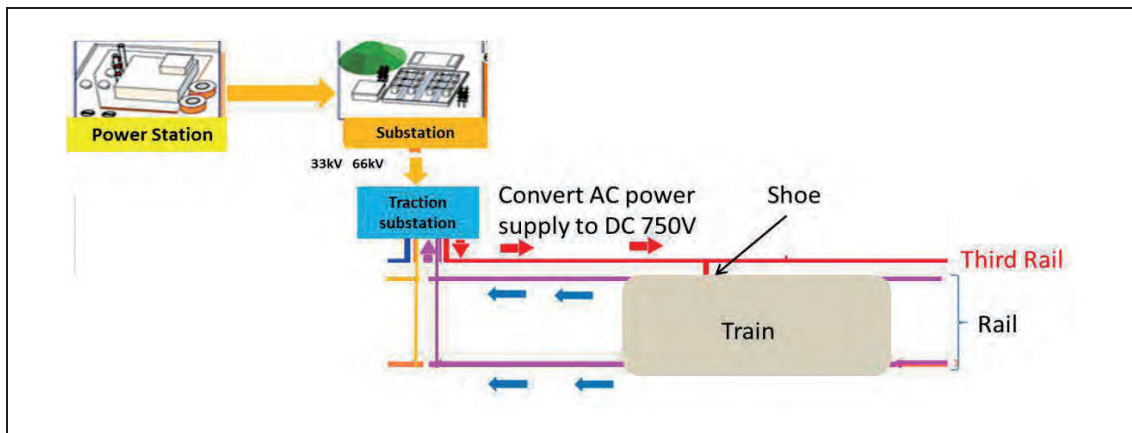 Power Station
Substation
33kV 66kV
Traction
substation
Convert AC power
supply to DC 750V
Shoe
Third Rail
Train
Rail